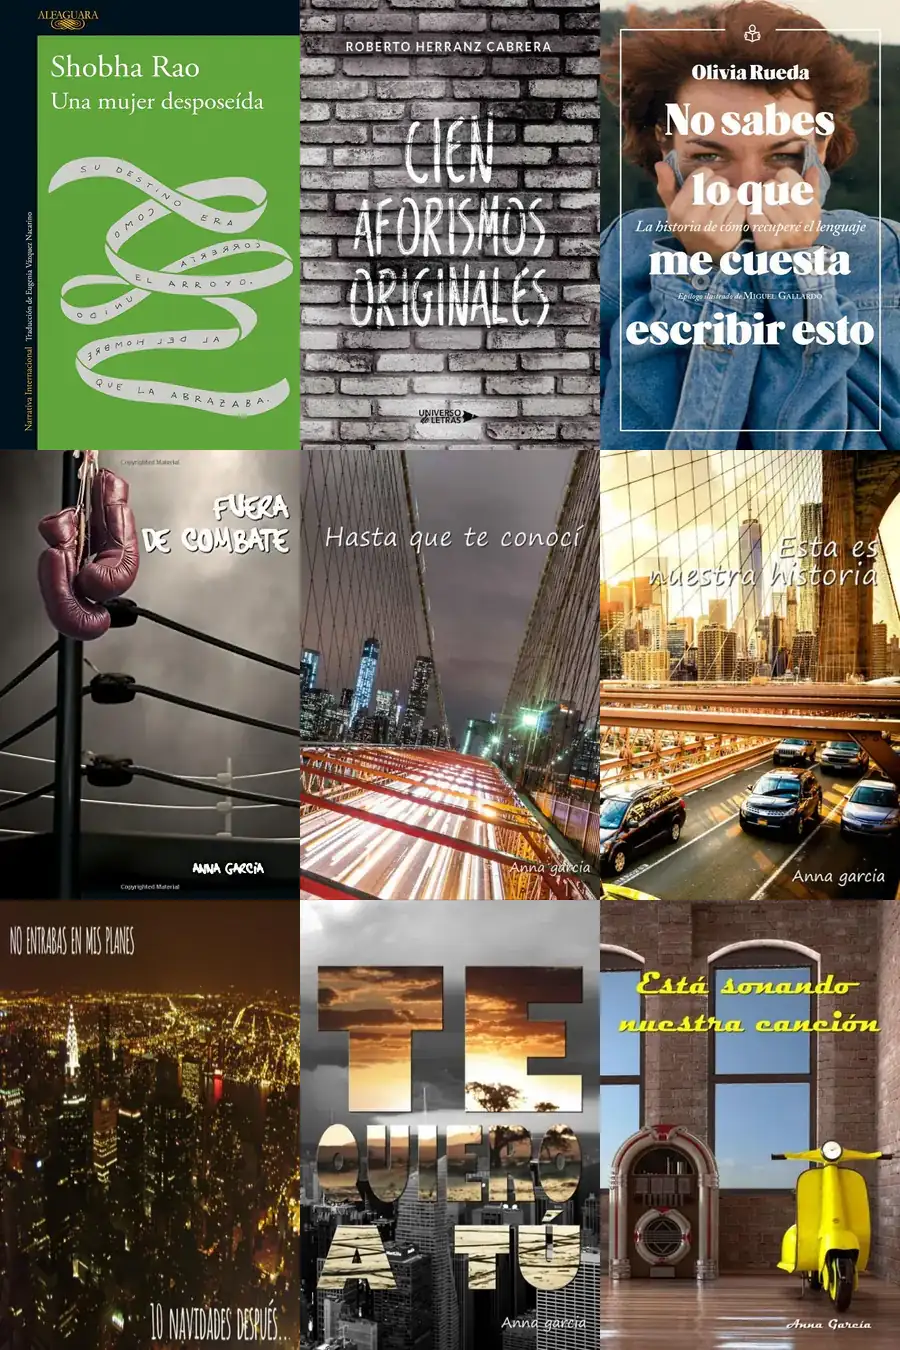 ALFAGUARA
Shobha Rao
Una mujer desposeída
SU DESTINO ERA
COMO
CORRERÍA
EL ARROYO.
UNIDO
AL DEL HOMBRE
QUE LA ABRAZABA.
Narrativa Internacional Traducción de Eugenia Vázquez Nacarino
ROBERTO HERRANZ CABRERA
CIEN
AFORISMOS
ORIGINALES
UNIVERSO
de LETRAS
Olivia Rueda
No sabes
lo que
La historia de cómo recuperé el lenguaje
me cuesta
Epílogo ilustrado de MIGUEL GALLARDO
escribir esto
Copyrighted Material
FUERA
DE COMBATE
ANNA GARCIA
Copyrighted Material
Hasta que te conocí
Anna garcia
Esta es
nuestra historia
Anna garcia
NO ENTRABAS EN MIS PLANES
10 NAVIDADES DESPUÉS...
TE
QUIERO
A TÚ
Anna garcia
Está sonando
nuestra canción
Anna Garcia